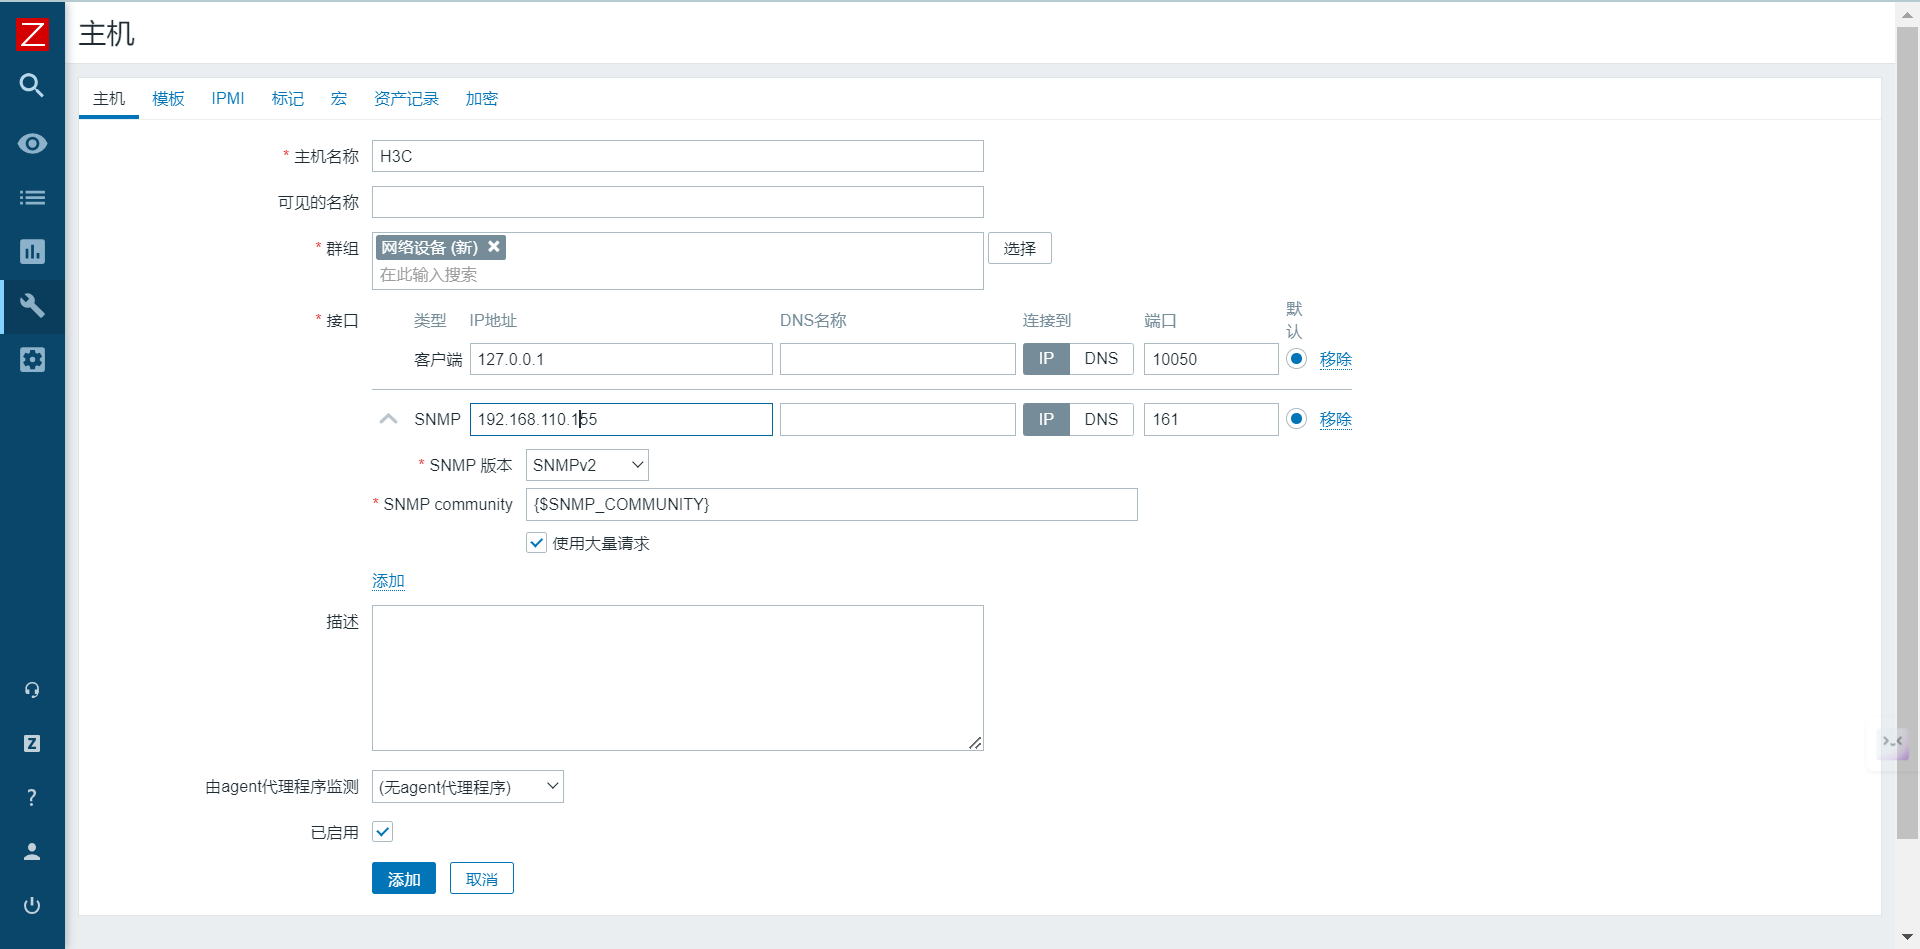 Z
主机
主机 模板 IPMI 标记 宏 资产记录 加密
* 主机名称 H3C
可见的名称
* 群组 网络设备 (新) ✖ 选择
在此输入搜索
* 接口 类型 IP地址 DNS名称 连接到 端口 默认
客户端 127.0.0.1 IP DNS 10050 移除
SNMP 192.168.110.155 IP DNS 161 移除
* SNMP 版本 SNMPv2
* SNMP community {$SNMP_COMMUNITY}
使用大量请求
添加
描述
Z
由agent代理程序监测 (无agent代理程序)
?
已启用
添加 取消